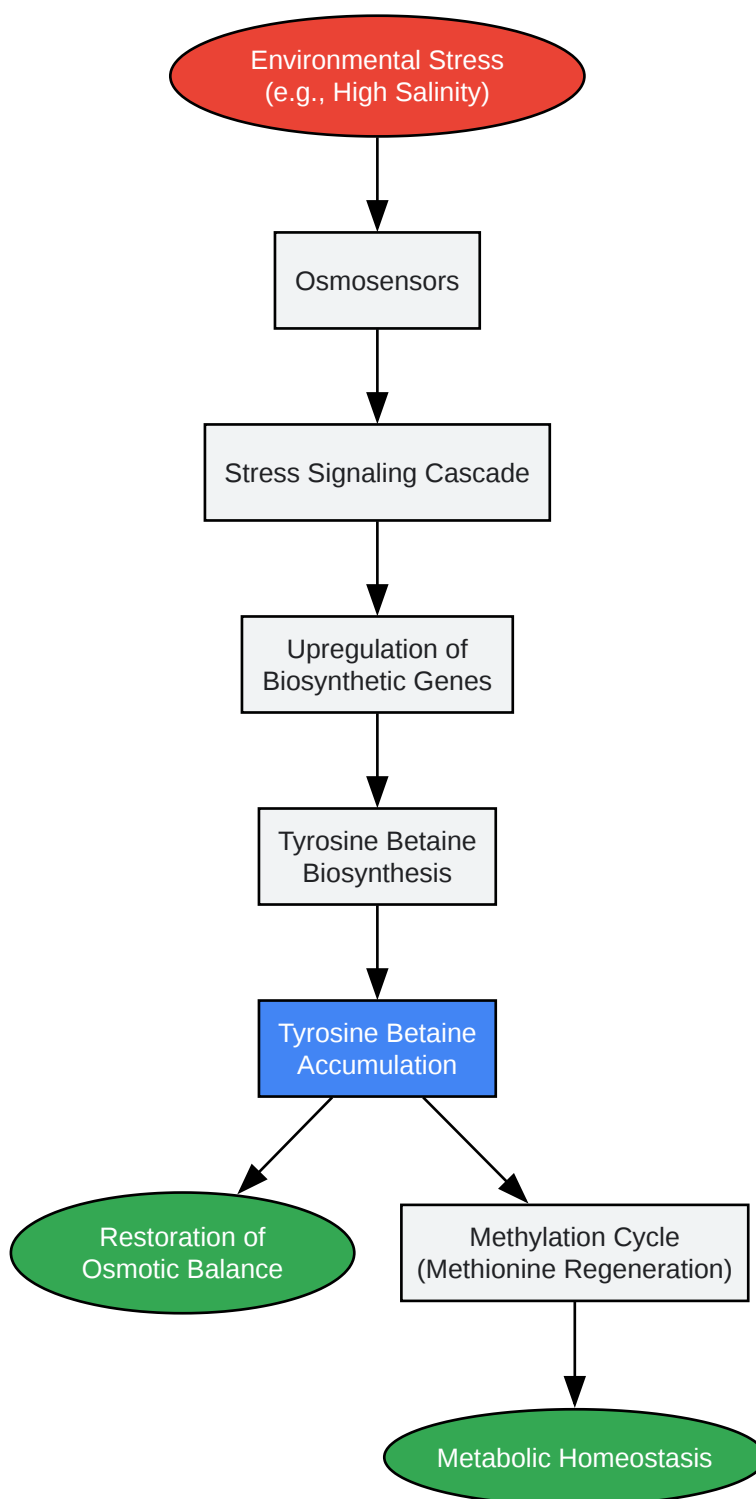 Environmental Stress
(e.g., High Salinity)
Osmosensors
Stress Signaling Cascade
Upregulation of
Biosynthetic Genes
Tyrosine Betaine
Biosynthesis
Tyrosine Betaine
Accumulation
Restoration of
Osmotic Balance
Methylation Cycle
(Methionine Regeneration)
Metabolic Homeostasis